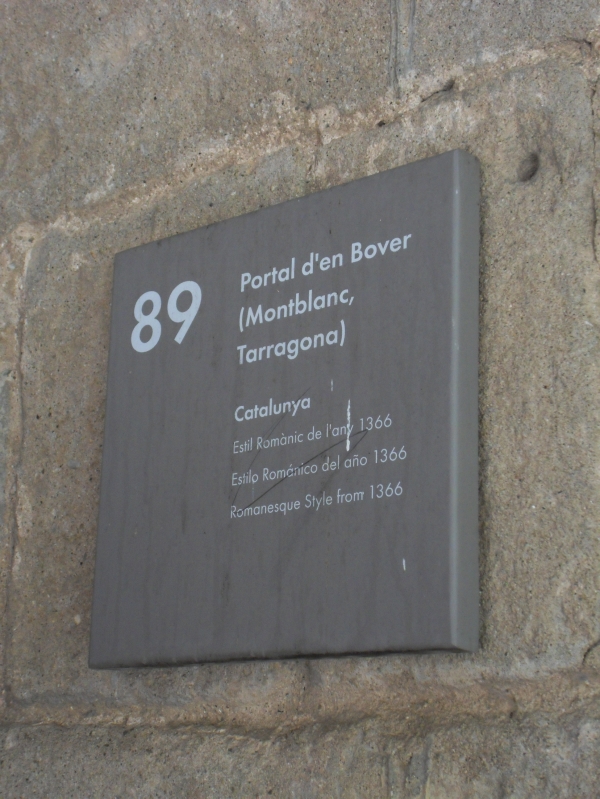 89
Portal d'en Bover
(Montblanc,
Tarragona)
Catalunya
Estil Romànic de l'any 1366
Estilo Románico del año 1366
Romanesque Style from 1366